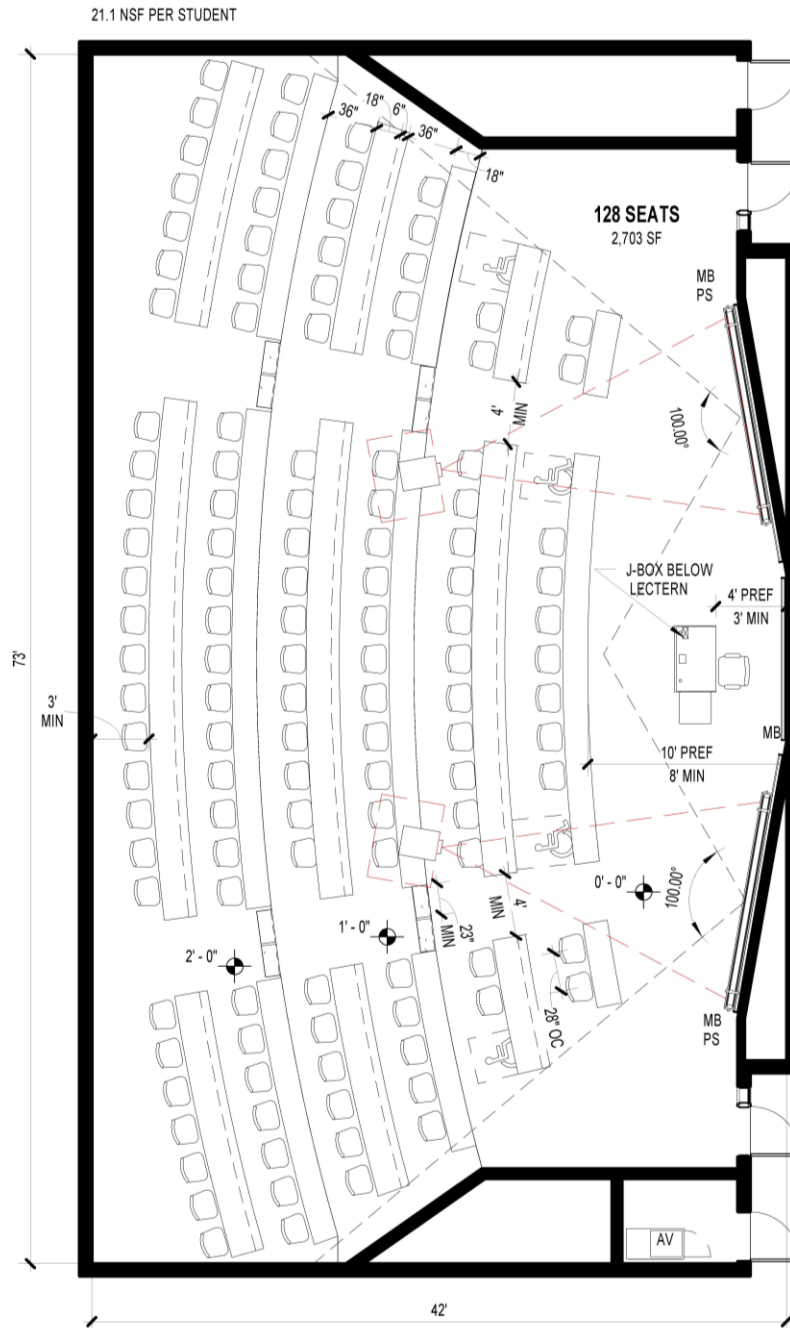 21.1 NSF PER STUDENT
36"
18"
6"
36"
18"
128 SEATS
2,703 SF
MB
PS
4'
MIN
100.00°
J-BOX BELOW
LECTERN
4' PREF
3' MIN
73'
3'
MIN
MB
10' PREF
8' MIN
0' - 0"
100.00°
4'
MIN
23"
MIN
1' - 0"
2' - 0"
28" OC
MB
PS
AV
42'